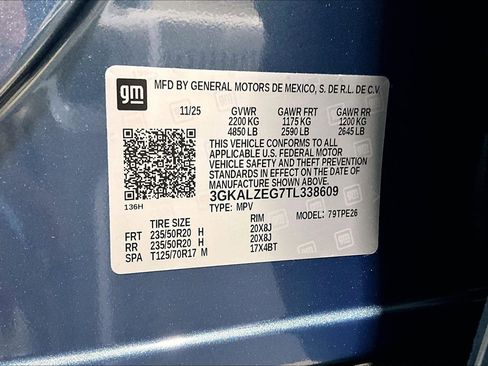 gm
MFD BY GENERAL MOTORS DE MEXICO, S. DE R.L. DE C.V.
11/25 GVWR GAWR FRT GAWR RR
2200 KG 1175 KG 1200 KG
4850 LB 2590 LB 2645 LB
THIS VEHICLE CONFORMS TO ALL
APPLICABLE U.S. FEDERAL MOTOR
VEHICLE SAFETY AND THEFT PREVENTION
STANDARDS IN EFFECT ON THE DATE OF
MANUFACTURE SHOWN ABOVE.
3GKALZEG7TL338609
136H TYPE: MPV MODEL: 79TPE26
TIRE SIZE RIM
FRT 235/50R20 H 20X8J
RR 235/50R20 H 20X8J
SPA T125/70R17 M 17X4BT